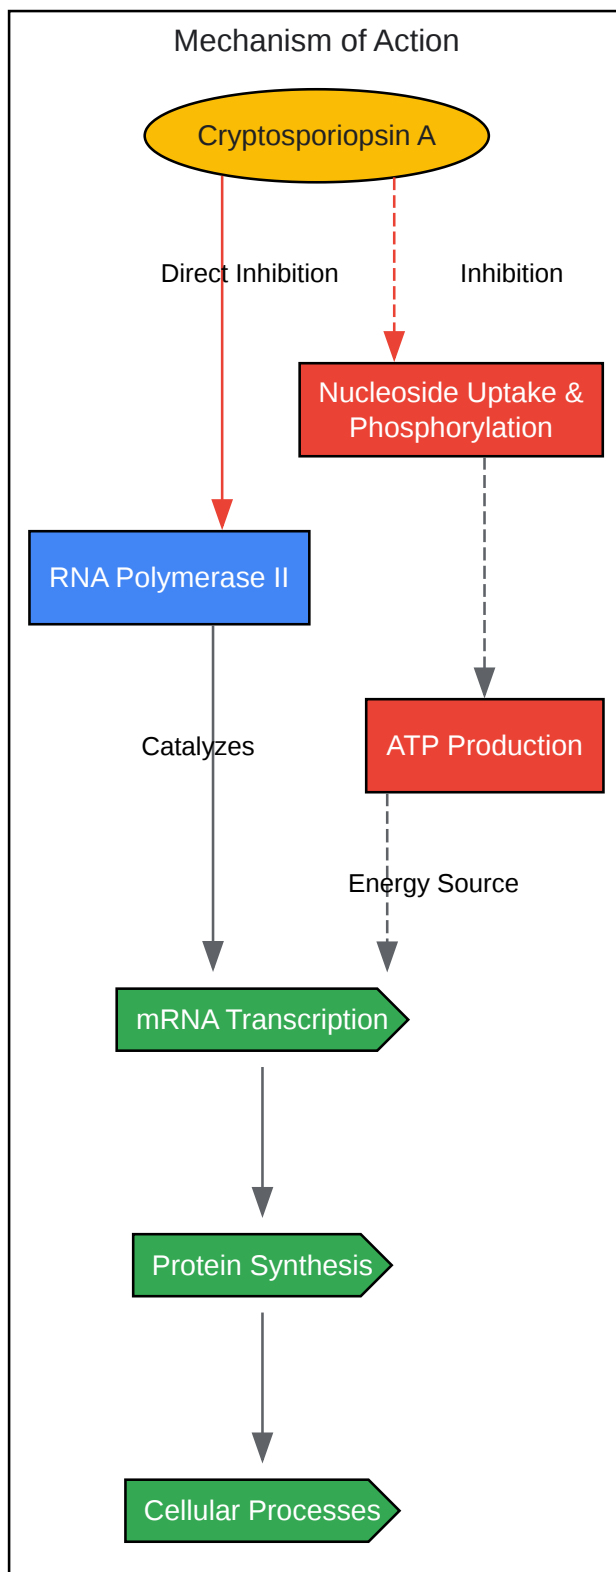 Mechanism of Action
Cryptosporiopsin A
Direct Inhibition
Inhibition
Nucleoside Uptake &
Phosphorylation
RNA Polymerase II
Catalyzes
ATP Production
Energy Source
mRNA Transcription
Protein Synthesis
Cellular Processes